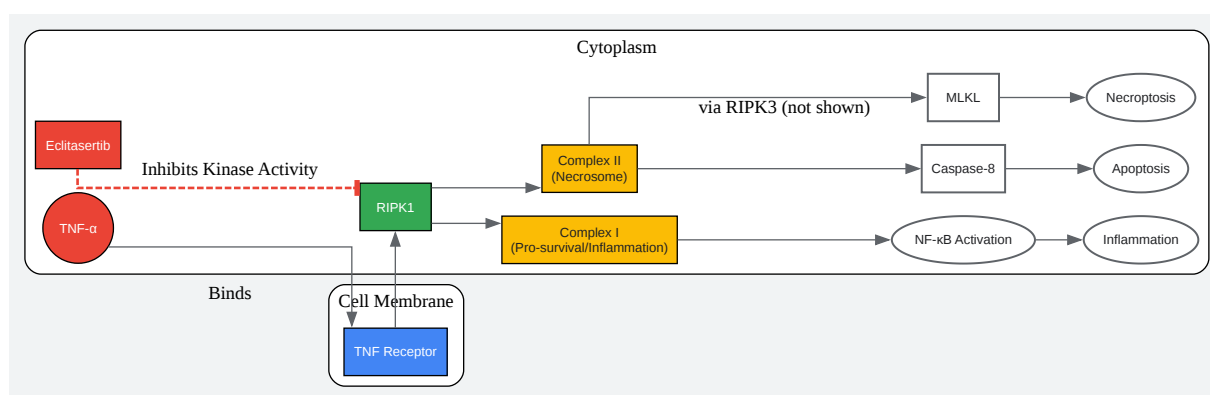 Cytoplasm
via RIPK3 (not shown)
MLKL
Necroptosis
Eclitasertib
Inhibits Kinase Activity
Complex II
(Necrosome)
Caspase-8
Apoptosis
RIPK1
TNF-α
Complex I
(Pro-survival/Inflammation)
NF-κB Activation
Inflammation
Binds
Cell Membrane
TNF Receptor